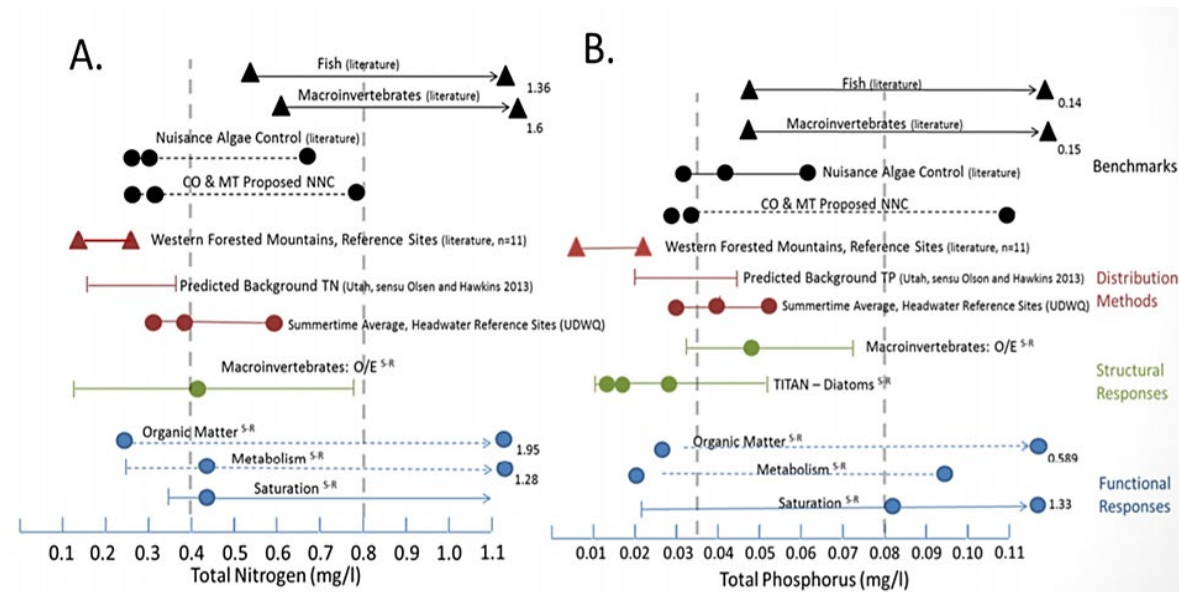 A.
Fish (literature)
1.36
Macroinvertebrates (literature)
1.6
Nuisance Algae Control (literature)
CO & MT Proposed NNC
Western Forested Mountains, Reference Sites (literature, n=11)
Predicted Background TN (Utah, sensu Olsen and Hawkins 2013)
Summertime Average, Headwater Reference Sites (UDWQ)
Macroinvertebrates: O/E S-R
Organic Matter S-R
1.95
Metabolism S-R
1.28
Saturation S-R
0.1 0.2 0.3 0.4 0.5 0.6 0.7 0.8 0.9 1.0 1.1
Total Nitrogen (mg/l)
B.
Fish (literature)
0.14
Macroinvertebrates (literature)
0.15
Benchmarks
Nuisance Algae Control (literature)
CO & MT Proposed NNC
Western Forested Mountains, Reference Sites (literature, n=11)
Predicted Background TP (Utah, sensu Olson and Hawkins 2013)
Distribution
Methods
Summertime Average, Headwater Reference Sites (UDWQ)
Macroinvertebrates: O/E S-R
Structural
Responses
TITAN – Diatoms S-R
Organic Matter S-R
0.589
Metabolism S-R
Functional
Responses
Saturation S-R
1.33
0.01 0.02 0.03 0.04 0.05 0.06 0.07 0.08 0.09 0.10 0.11
Total Phosphorus (mg/l)